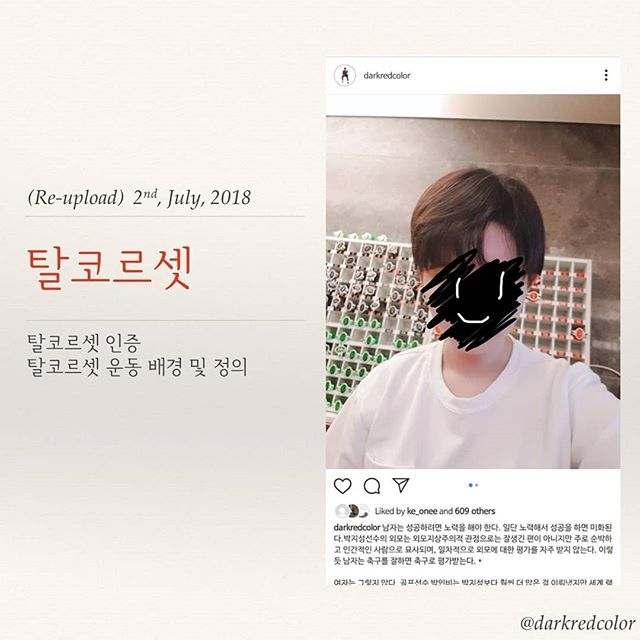 (Re-upload) 2nd, July, 2018
탈코르셋
탈코르셋 인증
탈코르셋 운동 배경 및 정의
darkredcolor
Liked by ke_onee and 609 others
darkredcolor 남자는 성공하려면 노력을 해야 한다. 일단 노력해서 성공을 하면 미화된
다.박지성선수의 외모는 외모지상주의적 관점으로는 잘생긴 편이 아니지만 주로 순박하
고 인간적인 사람으로 묘사되며, 일차적으로 외모에 대한 평가를 자주 받지 않는다. 이렇
듯 남자는 축구를 잘하면 축구로 평가받는다. •
여자는 그렇지 않다. 골프선수 박인비는 박지성보다 훨씬 더 많은 걸 이뤄냈지만 세계 랭
@darkredcolor